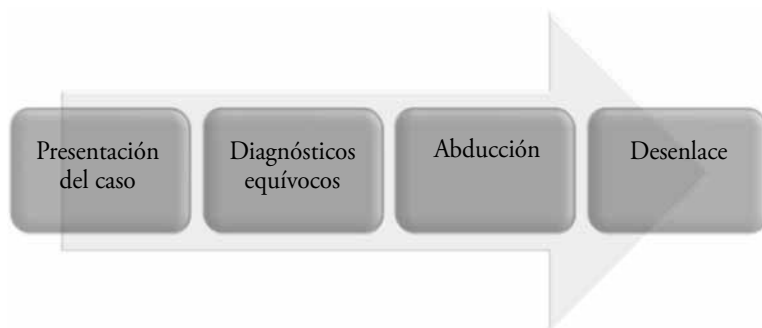 Presentación
del caso
Diagnósticos
equívocos
Abducción
Desenlace